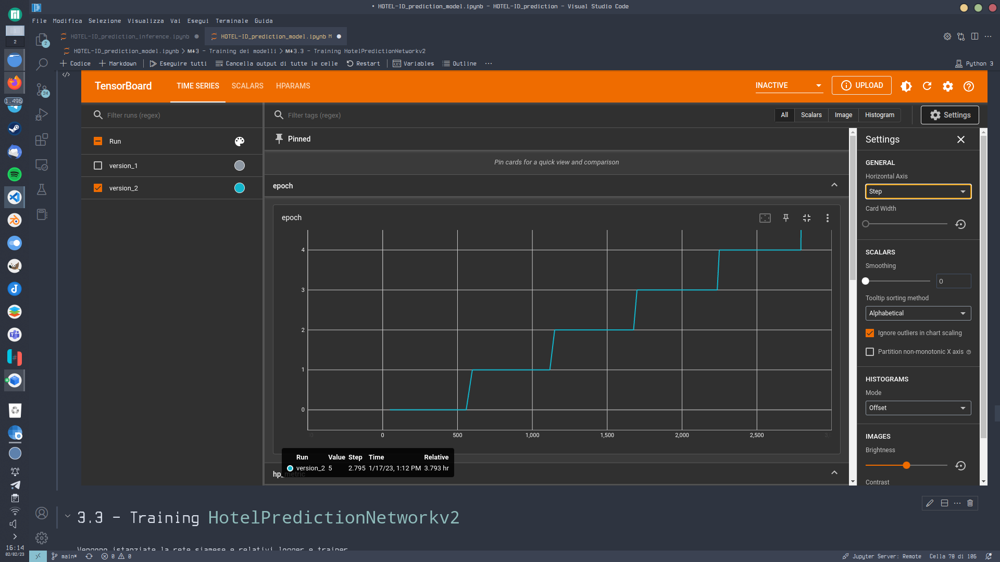 • HOTEL-ID_prediction_model.ipynb - HOTEL-ID_prediction - Visual Studio Code
File Modifica Selezione Visualizza Vai Esegui Terminale Guida
HOTEL-ID_prediction_inference.ipynb
HOTEL-ID_prediction_model.ipynb M
HOTEL-ID_prediction_model.ipynb > M↓3 - Training dei modelli > M↓3.3 - Training HotelPredictionNetworkv2
Codice Markdown Eseguire tutti Cancella output di tutte le celle Restart Variables Outline ...
Python 3
TensorBoard TIME SERIES SCALARS HPARAMS INACTIVE UPLOAD
Filter runs (regex)
Filter tags (regex)
All Scalars Image Histogram Settings
Run
version_1
version_2
Pinned
Pin cards for a quick view and comparison
epoch
epoch
4
3
2
1
0
0 500 1,000 1,500 2,000 2,500
Run Value Step Time Relative
version_2 5 2.795 1/17/23, 1:12 PM 3.793 hr
hp_metric
Settings
GENERAL
Horizontal Axis
Step
Card Width
SCALARS
Smoothing
0
Tooltip sorting method
Alphabetical
Ignore outliers in chart scaling
Partition non-monotonic X axis
HISTOGRAMS
Mode
Offset
IMAGES
Brightness
Contrast
3.3 - Training HotelPredictionNetworkv2
Vengono istanziate la rete siamese e relativi logger e trainer
main* 0 0
Jupyter Server: Remote Cella 78 di 106
2
1.496
2
24
16:14
02/02/23